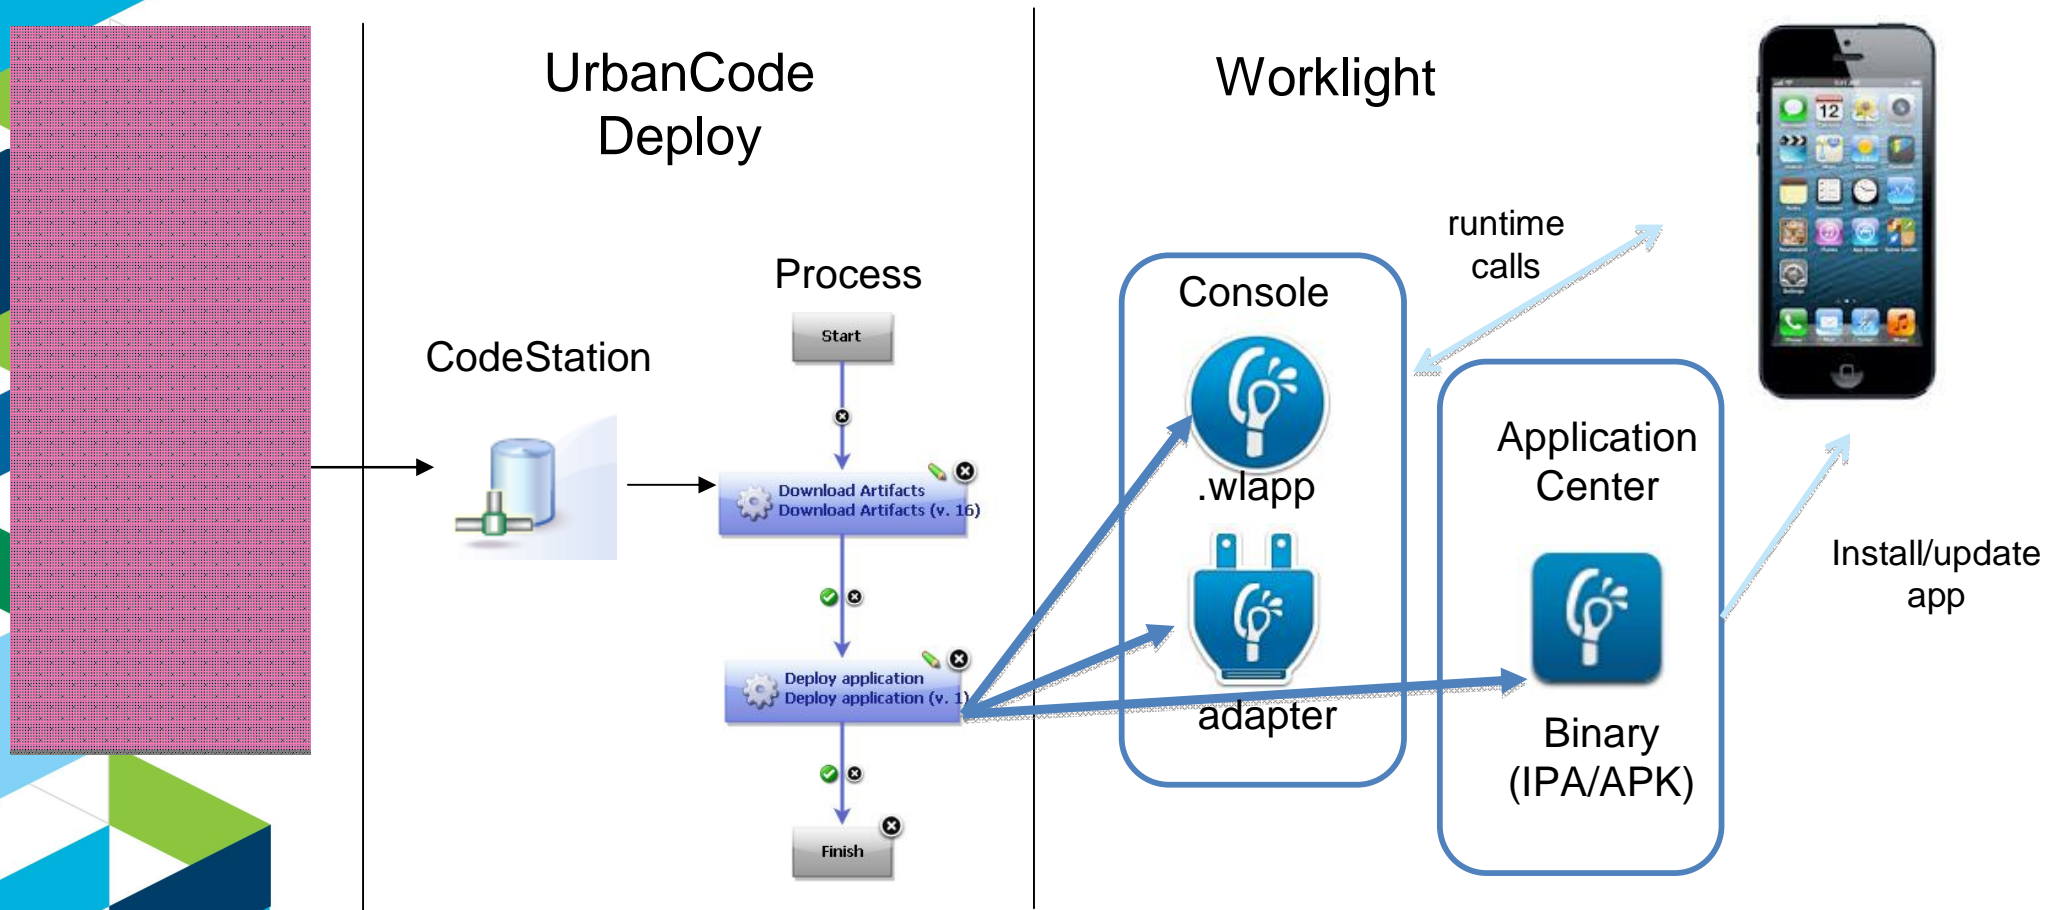 UrbanCode
Deploy
Worklight
Process
Start
CodeStation
Download Artifacts
Download Artifacts (v. 16)
Deploy application
Deploy application (v. 1)
Finish
Console
.wlapp
adapter
runtime
calls
Application
Center
Binary
(IPA/APK)
12
Install/update
app